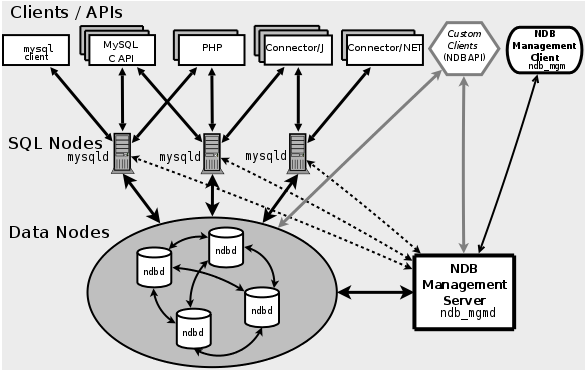 Clients / APIs
mysql
client
MySQL
C API
PHP
Connector/J
Connector/NET
Custom
Clients
(NDBAPI)
NDB
Management
Client
ndb_mgm
SQL Nodes
mysqld
mysqld
mysqld
Data Nodes
ndbd
ndbd
ndbd
ndbd
NDB
Management
Server
ndb_mgmd